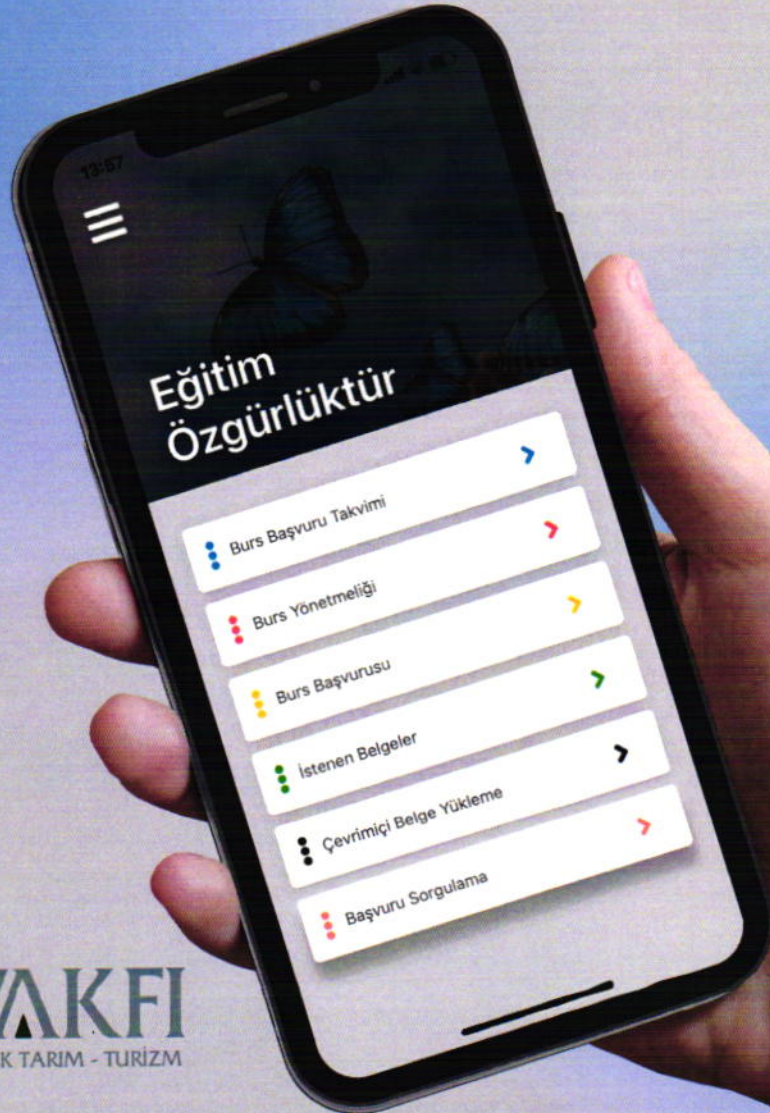 13:57
Eğitim
Özgürlüktür
Burs Başvuru Takvimi
Burs Yönetmeliği
Burs Başvurusu
İstenen Belgeler
Çevrimiçi Belge Yükleme
Başvuru Sorgulama
VAKFI
K TARIM - TURİZM